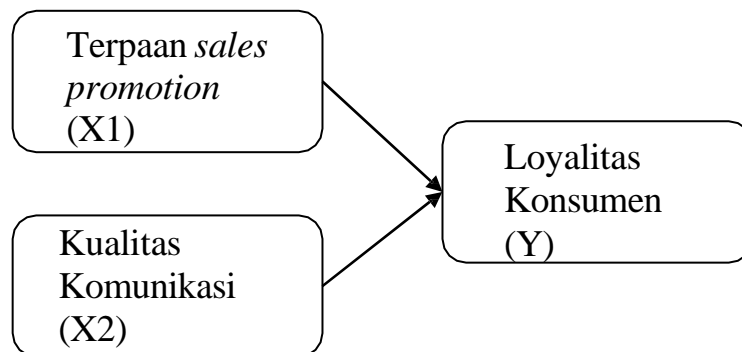 Terpaan sales
promotion
(X1)
Loyalitas
Konsumen
(Y)
Kualitas
Komunikasi
(X2)